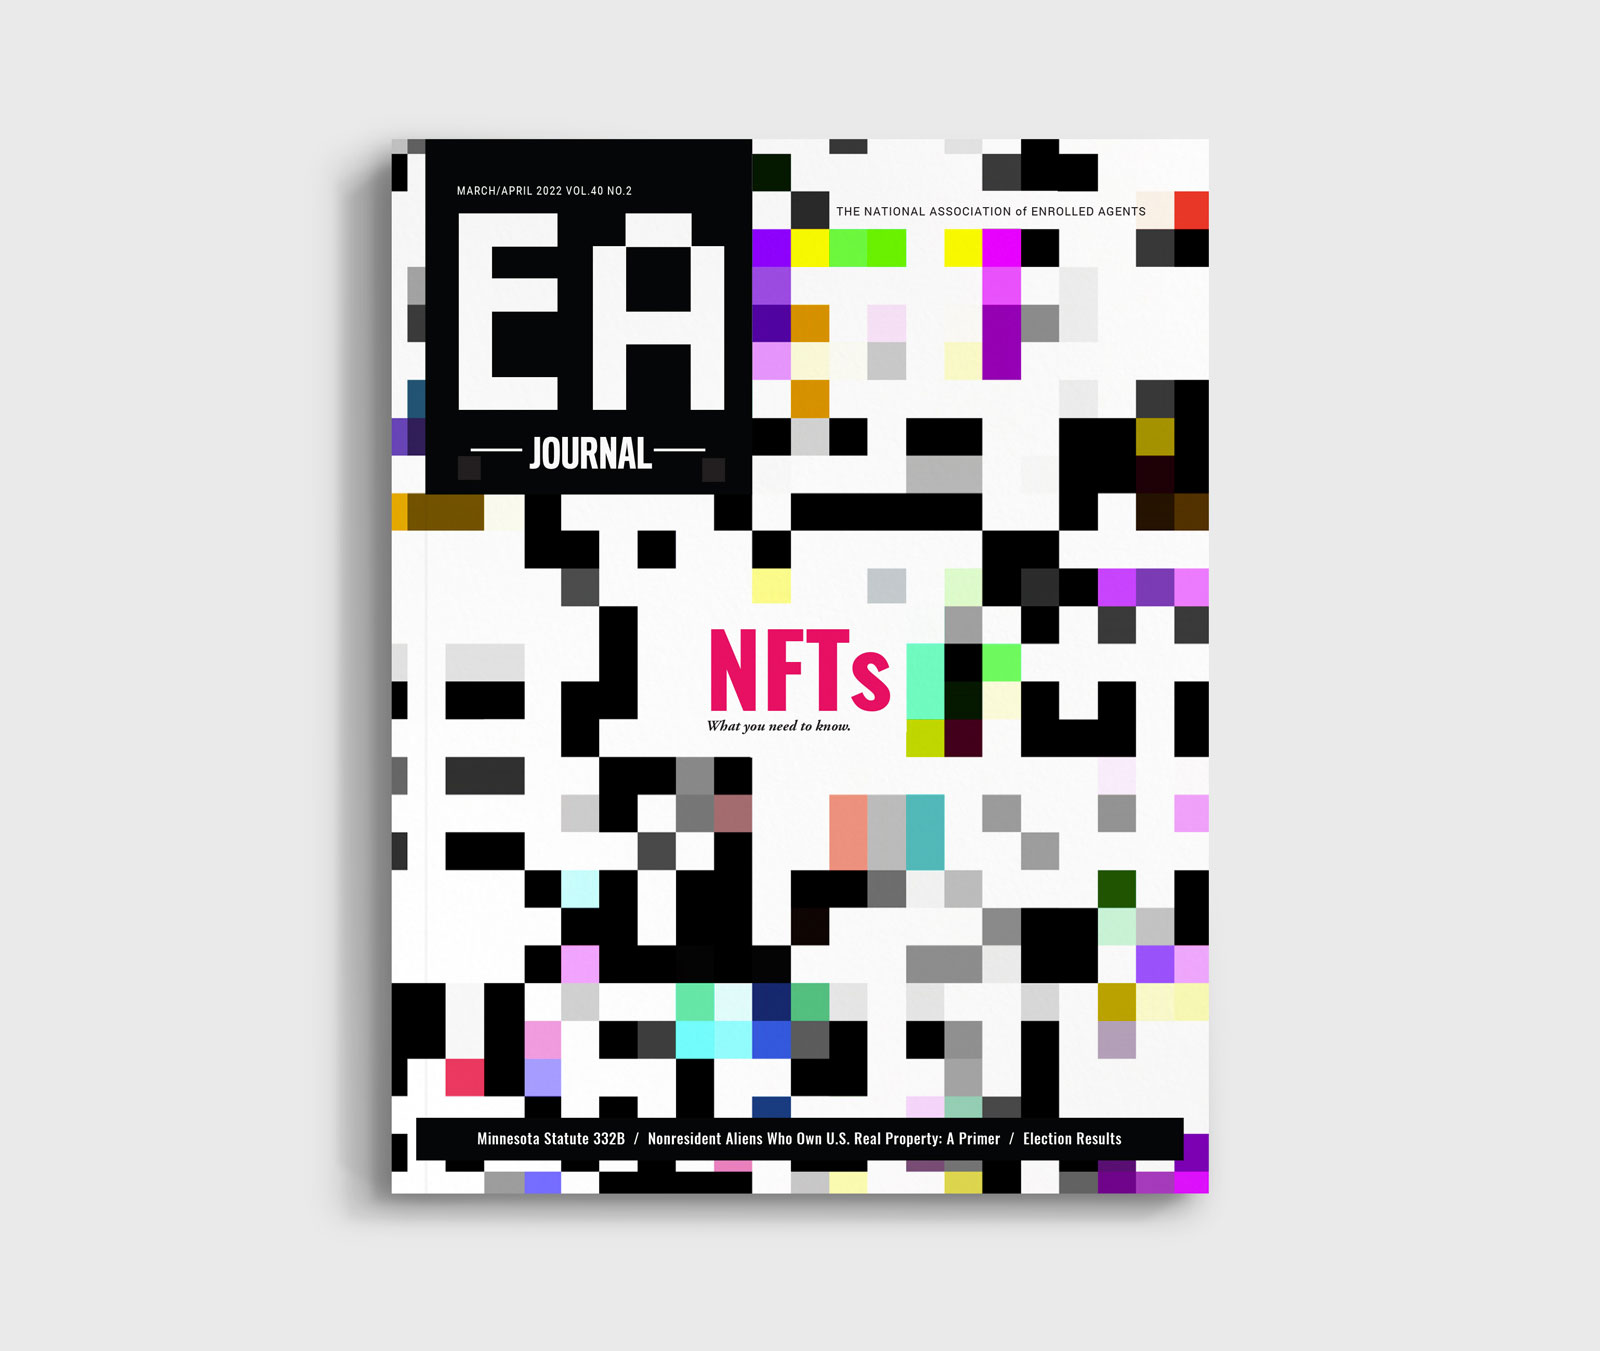 MARCH/APRIL 2022 VOL.40 NO.2
EA
JOURNAL
THE NATIONAL ASSOCIATION of ENROLLED AGENTS
NFTs
What you need to know.
Minnesota Statute 332B / Nonresident Aliens Who Own U.S. Real Property: A Primer / Election Results